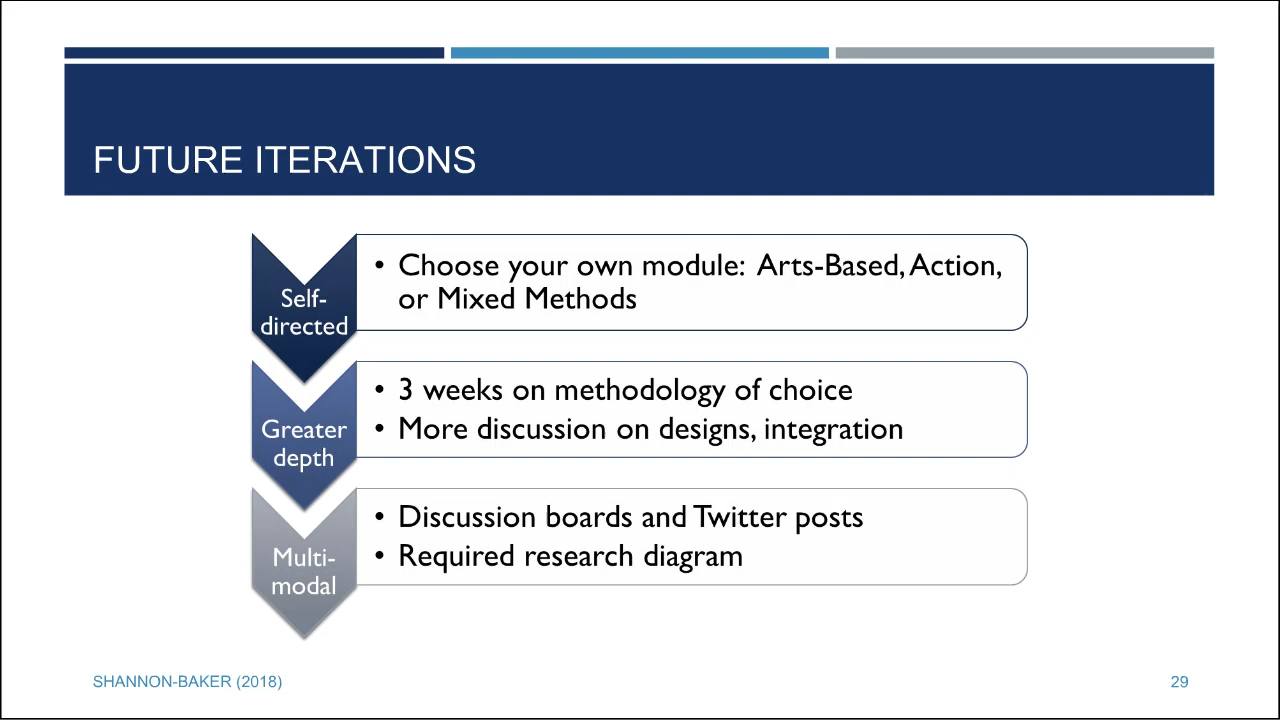 FUTURE ITERATIONS
Self-
directed
• Choose your own module: Arts-Based, Action,
or Mixed Methods
Greater
depth
• 3 weeks on methodology of choice
• More discussion on designs, integration
Multi-
modal
• Discussion boards and Twitter posts
• Required research diagram
SHANNON-BAKER (2018)
29